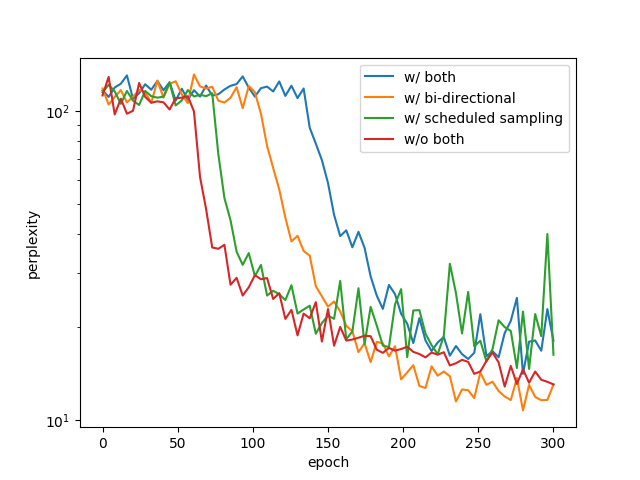 w/ both
w/ bi-directional
w/ scheduled sampling
w/o both
10²
10¹
perplexity
0 50 100 150 200 250 300
epoch